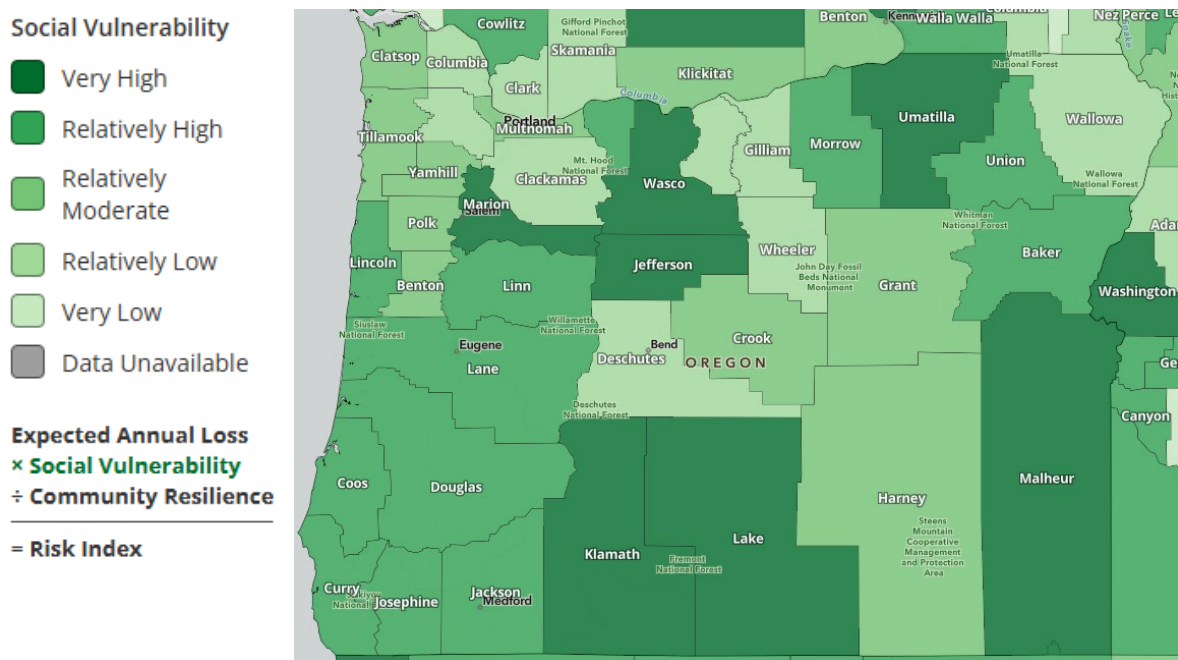 Social Vulnerability
Very High
Relatively High
Relatively
Moderate
Relatively Low
Very Low
Data Unavailable
Expected Annual Loss
× Social Vulnerability
÷ Community Resilience
= Risk Index
Cowlitz
Gifford Pinchot
National Forest
Benton
Walla Walla
Nez Perce
Snake
Clatsop
Columbia
Skamania
Umatilla
National Forest
Clark
Klickitat
Columbia
Portland
Multnomah
Tillamook
Umatilla
Wallowa
Gilliam
Morrow
Union
Mt. Hood
National Forest
Yamhill
Clackamas
Wasco
Wallowa
National Forest
Marion
Salem
Polk
Whitman
National Forest
Wheeler
Baker
Lincoln
Jefferson
John Day Fossil
Beds National
Monument
Benton
Linn
Grant
Washington
Siuslaw
National Forest
Willamette
National Forest
Eugene
Lane
Crook
Bend
Deschutes
OREGON
Deschutes
National Forest
Canyon
Coos
Douglas
Malheur
Harney
Steens
Mountain
Cooperative
Management
and Protection
Area
Klamath
Lake
Fremont
National Forest
Curry
Josephine
Jackson
Medford